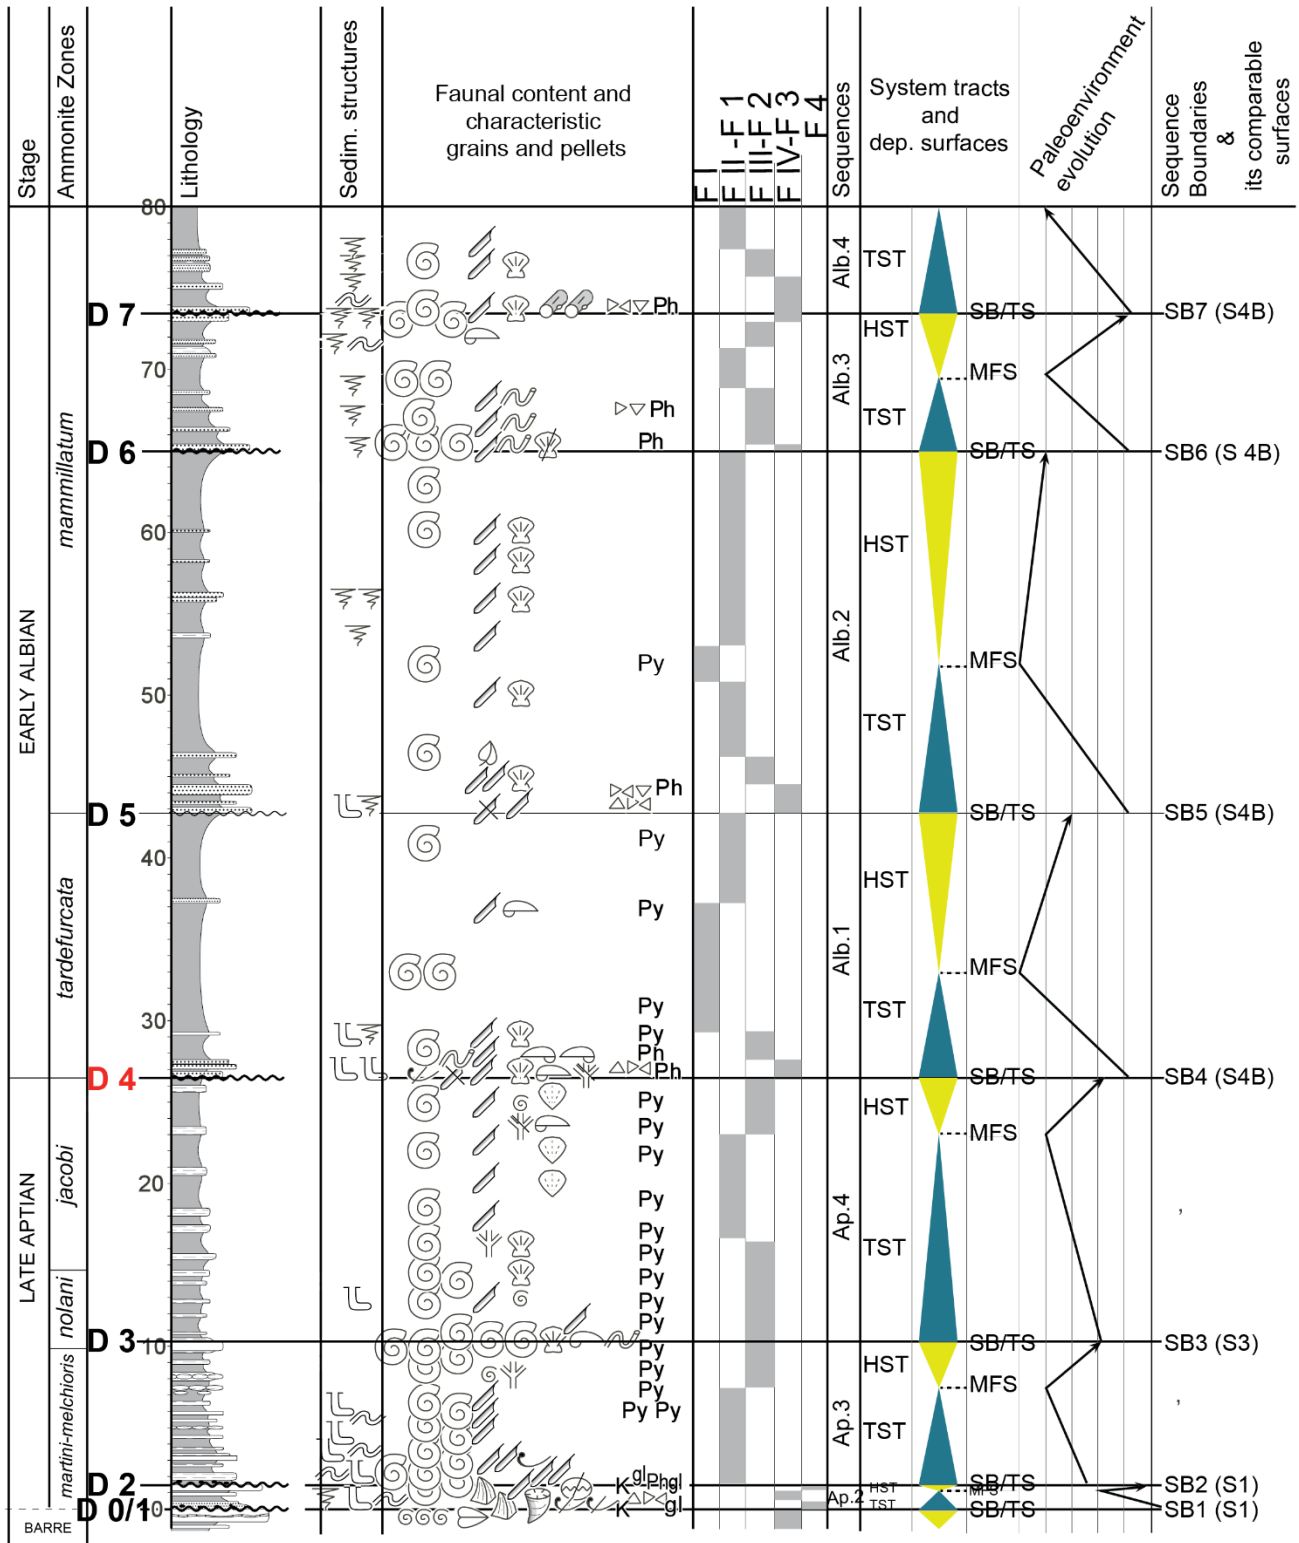 Stage
Ammonite Zones
Lithology
Sedim. structures
Faunal content and
characteristic
grains and pellets
F I
F II -F 1
F III-F 2
F IV-F 3
F 4
Sequences
System tracts
and
dep. surfaces
Paleoenvironment
evolution
Sequence
Boundaries
&
its comparable
surfaces
80
Alb.4
TST
D 7
Ph
SB/TS
SB7 (S4B)
HST
70
MFS
Alb.3
Ph
TST
mammillatum
Ph
D 6
SB/TS
SB6 (S 4B)
60
HST
EARLY ALBIAN
Alb.2
Py
MFS
50
TST
Ph
D 5
SB/TS
SB5 (S4B)
Py
40
HST
Py
tardefurcata
Alb.1
MFS
Py
30
TST
Py
Ph
Ph
D 4
SB/TS
SB4 (S4B)
Py
HST
Py
MFS
Py
jacobi
20
Py
LATE APTIAN
Ap.4
Py
TST
Py
Py
nolani
Py
Py
D 3
SB/TS
SB3 (S3)
10
Py
HST
Py
Py
MFS
Py Py
martini-melchioris
Ap.3
TST
gl Ph gl
D 2
K
SB/TS
SB2 (S1)
HST
MFS
Ap.2
TST
gl
D 0/1
0
K
SB/TS
SB1 (S1)
BARRE